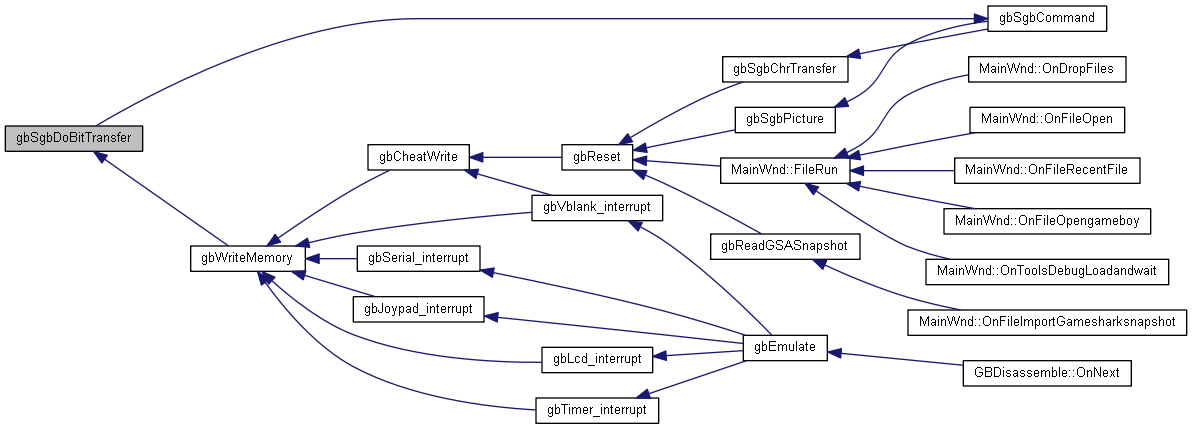 gbSgbDoBitTransfer
gbWriteMemory
gbCheatWrite
gbVblank_interrupt
gbSerial_interrupt
gbJoypad_interrupt
gbLcd_interrupt
gbTimer_interrupt
gbReset
gbSgbChrTransfer
gbSgbPicture
MainWnd::FileRun
gbReadGSASnapshot
gbEmulate
gbSgbCommand
MainWnd::OnDropFiles
MainWnd::OnFileOpen
MainWnd::OnFileRecentFile
MainWnd::OnFileOpengameboy
MainWnd::OnToolsDebugLoadandwait
MainWnd::OnFileImportGamesharksnapshot
GBDisassemble::OnNext